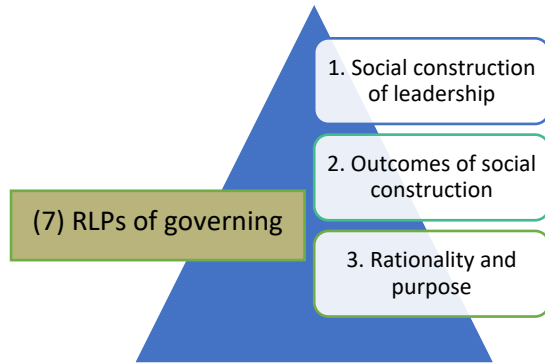 1. Social construction
of leadership
2. Outcomes of social
construction
(7) RLPs of governing
3. Rationality and
purpose